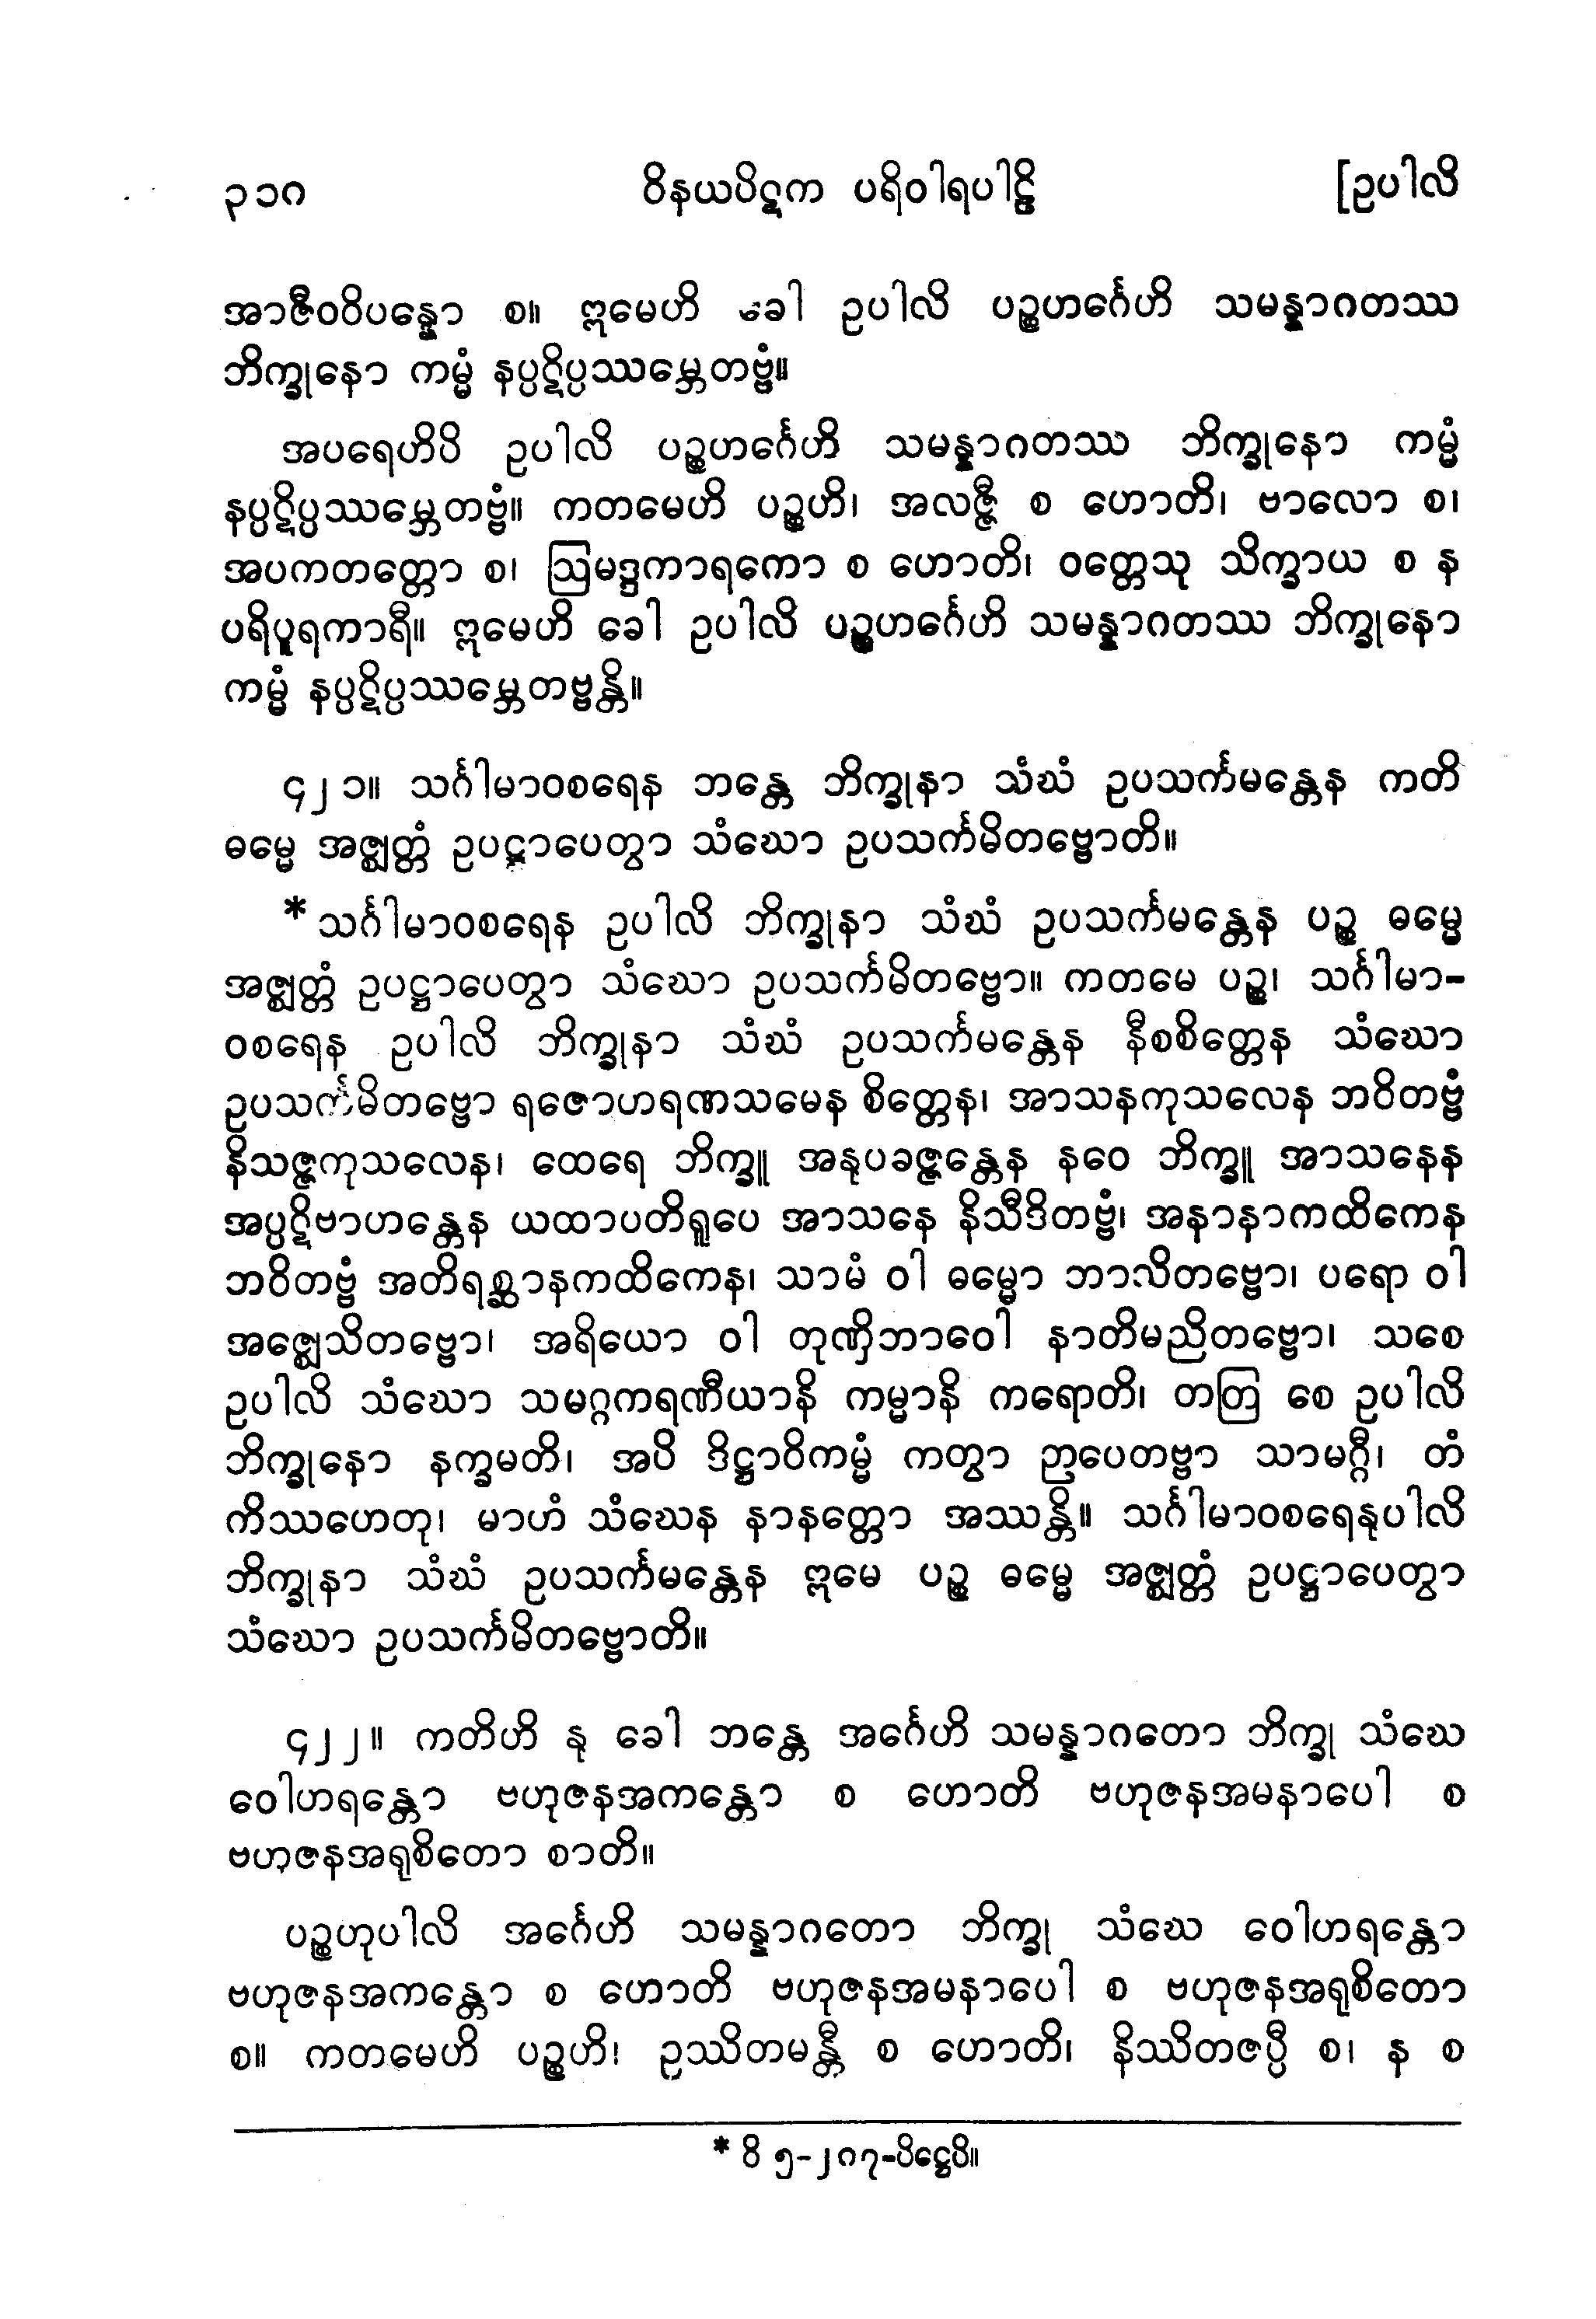 ၃၁၈ ဝိနယပိဋက ပရိဝါရပါဠိ [ဥပါလိ
အာဇီဝဝိပန္နော စ။ ဣမေဟိ ခေါ ဥပါလိ ပဉ္စဟင်္ဂေဟိ သမန္နာဂတဿ
ဘိက္ခုနော ကမ္မံ နပ္ပဋိပ္ပဿမ္ဘေတဗ္ဗံ။
အပရေဟိပိ ဥပါလိ ပဉ္စဟင်္ဂေဟိ သမန္နာဂတဿ ဘိက္ခုနော ကမ္မံ
နပ္ပဋိပ္ပဿမ္ဘေတဗ္ဗံ။ ကတမေဟိ ပဉ္စဟိ၊ အလဇ္ဇီ စ ဟောတိ၊ ဗာလော စ၊
အပကတတ္တော စ၊ ဩမဒ္ဒကာရကော စ ဟောတိ၊ ဝတ္တေသု သိက္ခာယ စ န
ပရိပူရကာရီ။ ဣမေဟိ ခေါ ဥပါလိ ပဉ္စဟင်္ဂေဟိ သမန္နာဂတဿ ဘိက္ခုနော
ကမ္မံ နပ္ပဋိပ္ပဿမ္ဘေတဗ္ဗန္တိ။
၄၂၁။ သင်္ဂါမာဝစရေန ဘန္တေ ဘိက္ခုနာ သံဃံ ဥပသင်္ကမန္တေန ကတိ
ဓမ္မေ အဇ္ဈတ္တံ ဥပဋ္ဌာပေတွာ သံဃော ဥပသင်္ကမိတဗ္ဗောတိ။
* သင်္ဂါမာဝစရေန ဥပါလိ ဘိက္ခုနာ သံဃံ ဥပသင်္ကမန္တေန ပဉ္စ ဓမ္မေ
အဇ္ဈတ္တံ ဥပဋ္ဌာပေတွာ သံဃော ဥပသင်္ကမိတဗ္ဗော။ ကတမေ ပဉ္စ၊ သင်္ဂါမာ-
ဝစရေန ဥပါလိ ဘိက္ခုနာ သံဃံ ဥပသင်္ကမန္တေန နီစစိတ္တေန သံဃော
ဥပသင်္ကမိတဗ္ဗော ရဇောဟရဏသမေန စိတ္တေန၊ အာသနကုသလေန ဘဝိတဗ္ဗံ
နိသဇ္ဇကုသလေန၊ ထေရေ ဘိက္ခူ အနုပခဇ္ဇန္တေန နဝေ ဘိက္ခူ အာသနေန
အပ္ပဋိဗာဟန္တေန ယထာပတိရူပေ အာသနေ နိသီဒိတဗ္ဗံ၊ အနာနာကထိကေန
ဘဝိတဗ္ဗံ အတိရစ္ဆာနကထိကေန၊ သာမံ ဝါ ဓမ္မော ဘာသိတဗ္ဗော၊ ပရော ဝါ
အဇ္ဈေသိတဗ္ဗော၊ အရိယော ဝါ တုဏှိဘာဝေါ နာတိမညိတဗ္ဗော၊ သစေ
ဥပါလိ သံဃော သမဂ္ဂကရဏီယာနိ ကမ္မာနိ ကရောတိ၊ တတြ စေ ဥပါလိ
ဘိက္ခုနော နက္ခမတိ၊ အပိ ဒိဋ္ဌာဝိကမ္မံ ကတွာ ဉာပေတဗ္ဗာ သာမဂ္ဂီ၊ တံ
ကိဿဟေတု၊ မာဟံ သံဃေန နာနတ္တော အဿန္တိ။ သင်္ဂါမာဝစရေနုပါလိ
ဘိက္ခုနာ သံဃံ ဥပသင်္ကမန္တေန ဣမေ ပဉ္စ ဓမ္မေ အဇ္ဈတ္တံ ဥပဋ္ဌာပေတွာ
သံဃော ဥပသင်္ကမိတဗ္ဗောတိ။
၄၂၂။ ကတိဟိ နု ခေါ ဘန္တေ အင်္ဂေဟိ သမန္နာဂတော ဘိက္ခု သံဃေ
ဝေါဟရန္တော ဗဟုဇနအကန္တော စ ဟောတိ ဗဟုဇနအမနာပေါ စ
ဗဟုဇနအရုစိတော စာတိ။
ပဉ္စဟုပါလိ အင်္ဂေဟိ သမန္နာဂတော ဘိက္ခု သံဃေ ဝေါဟရန္တော
ဗဟုဇနအကန္တော စ ဟောတိ ဗဟုဇနအမနာပေါ စ ဗဟုဇနအရုစိတော
စ။ ကတမေဟိ ပဉ္စဟိ၊ ဥဿိတမန္တီ စ ဟောတိ၊ နိဿိတဇပ္ပီ စ၊ န စ
* ဝိ ၅-၂၈၇-ပိဋ္ဌေပိ။